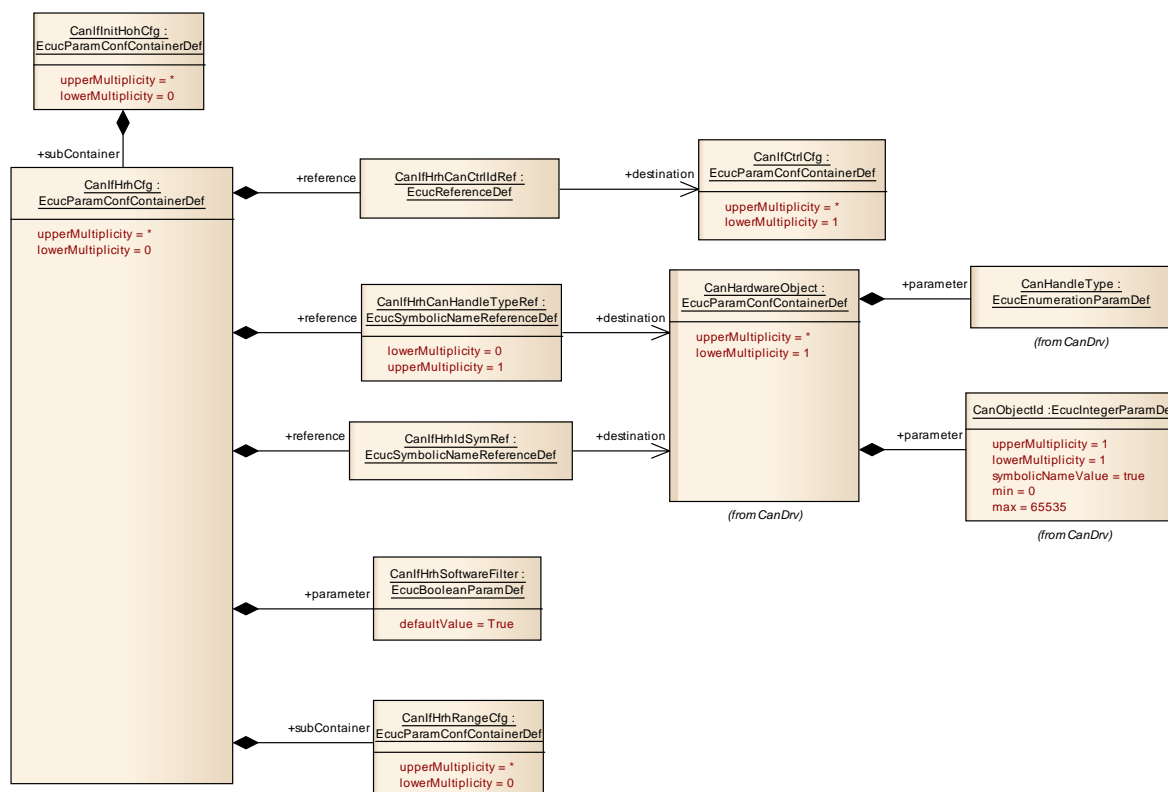 CanIfInitHohCfg :
EcucParamConfContainerDef
upperMultiplicity = *
lowerMultiplicity = 0
+subContainer
CanIfHrhCfg :
EcucParamConfContainerDef
upperMultiplicity = *
lowerMultiplicity = 0
+reference
CanIfHrhCanCtrlIdRef :
EcucReferenceDef
+destination
CanIfCtrlCfg :
EcucParamConfContainerDef
upperMultiplicity = *
lowerMultiplicity = 1
+reference
CanIfHrhCanHandleTypeRef :
EcucSymbolicNameReferenceDef
lowerMultiplicity = 0
upperMultiplicity = 1
+destination
CanHardwareObject :
EcucParamConfContainerDef
upperMultiplicity = *
lowerMultiplicity = 1
(from CanDrv)
+parameter
CanHandleType :
EcucEnumerationParamDef
(from CanDrv)
+reference
CanIfHrhIdSymRef :
EcucSymbolicNameReferenceDef
+destination
+parameter
CanObjectId :EcucIntegerParamDe
upperMultiplicity = 1
lowerMultiplicity = 1
symbolicNameValue = true
min = 0
max = 65535
(from CanDrv)
+parameter
CanIfHrhSoftwareFilter :
EcucBooleanParamDef
defaultValue = True
+subContainer
CanIfHrhRangeCfg :
EcucParamConfContainerDef
upperMultiplicity = *
lowerMultiplicity = 0